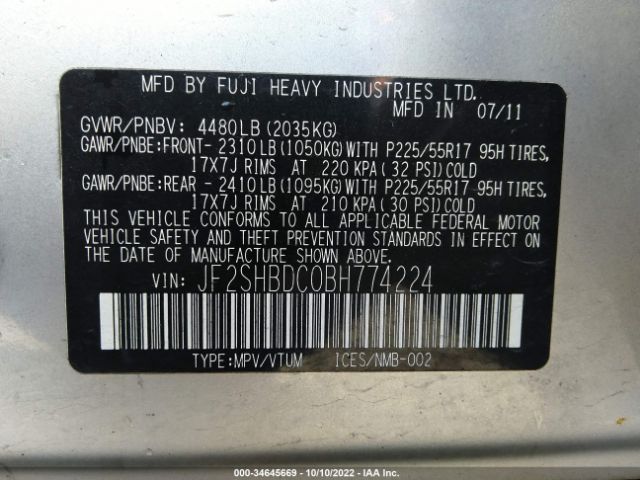 MFD BY FUJI HEAVY INDUSTRIES LTD.
MFD IN 07/11
GVWR/PNBV: 4480LB(2035KG)
GAWR/PNBE:FRONT- 2310LB(1050KG)WITH P225/55R17 95H TIRES,
17X7J RIMS AT 220 KPA( 32 PSI)COLD
GAWR/PNBE:REAR - 2410LB(1095KG)WITH P225/55R17 95H TIRES,
17X7J RIMS AT 210 KPA( 30 PSI)COLD
THIS VEHICLE CONFORMS TO ALL APPLICABLE FEDERAL MOTOR
VEHICLE SAFETY AND THEFT PREVENTION STANDARDS IN EFFECT ON
THE DATE OF MANUFACTURE SHOWN ABOVE.
VIN: JF2SHBDC0BH774224
TYPE:MPV/VTUM ICES/NMB-002
000-34645669 - 10/10/2022 - IAA Inc.